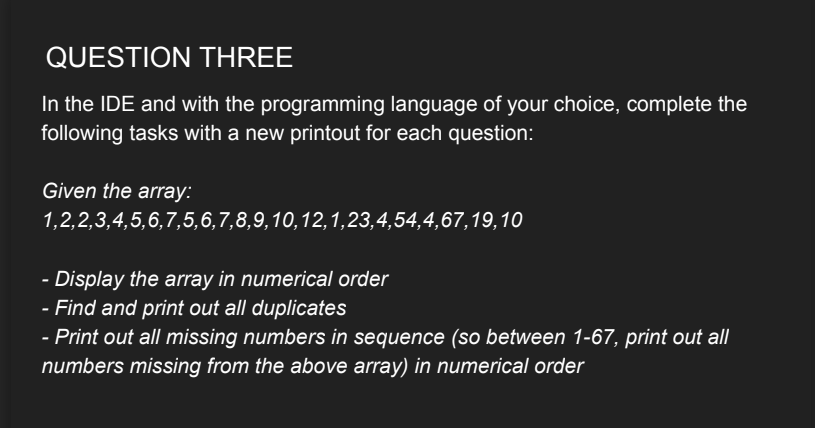 QUESTION THREE
In the IDE and with the programming language of your choice, complete the
following tasks with a new printout for each question:
Given the array:
1,2,2,3,4,5,6,7,5,6,7,8,9,10,12,1,23,4,54,4,67,19,10
- Display the array in numerical order
- Find and print out all duplicates
- Print out all missing numbers in sequence (so between 1-67, print out all
numbers missing from the above array) in numerical order